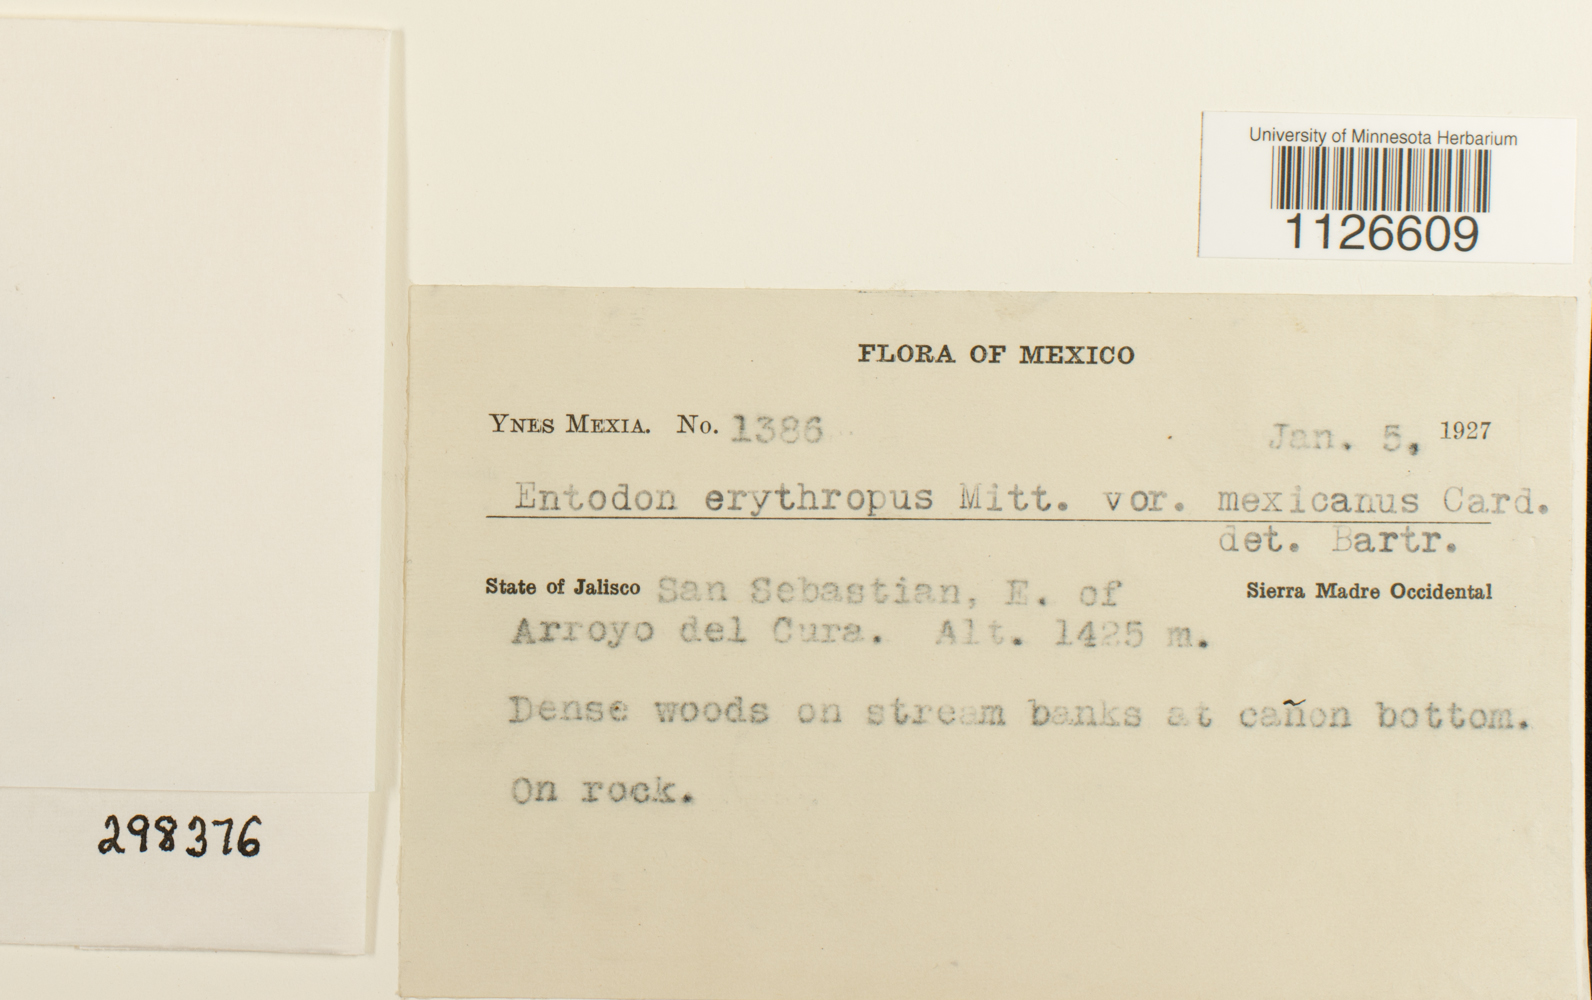 University of Minnesota Herbarium
1126609
FLORA OF MEXICO
YNES MEXIA. No. 1386 Jan. 5, 1927
Entodon erythropus Mitt. vor. mexicanus Card.
det. Bartr.
State of Jalisco San Sebastian, E. of Sierra Madre Occidental
Arroyo del Cura. Alt. 1425 m.
Dense woods on stream banks at cañon bottom.
On rock.
298376